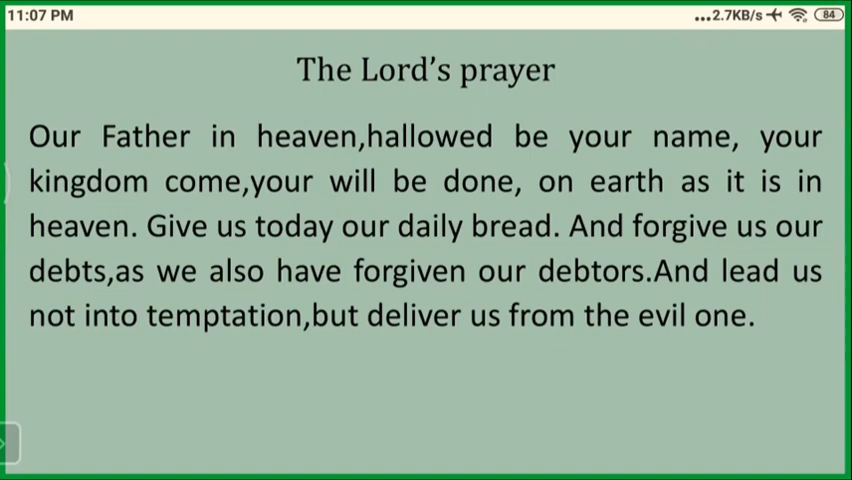 11:07 PM ...2.7KB/s 84
The Lord's prayer
Our Father in heaven,hallowed be your name, your
kingdom come,your will be done, on earth as it is in
heaven. Give us today our daily bread. And forgive us our
debts,as we also have forgiven our debtors.And lead us
not into temptation,but deliver us from the evil one.